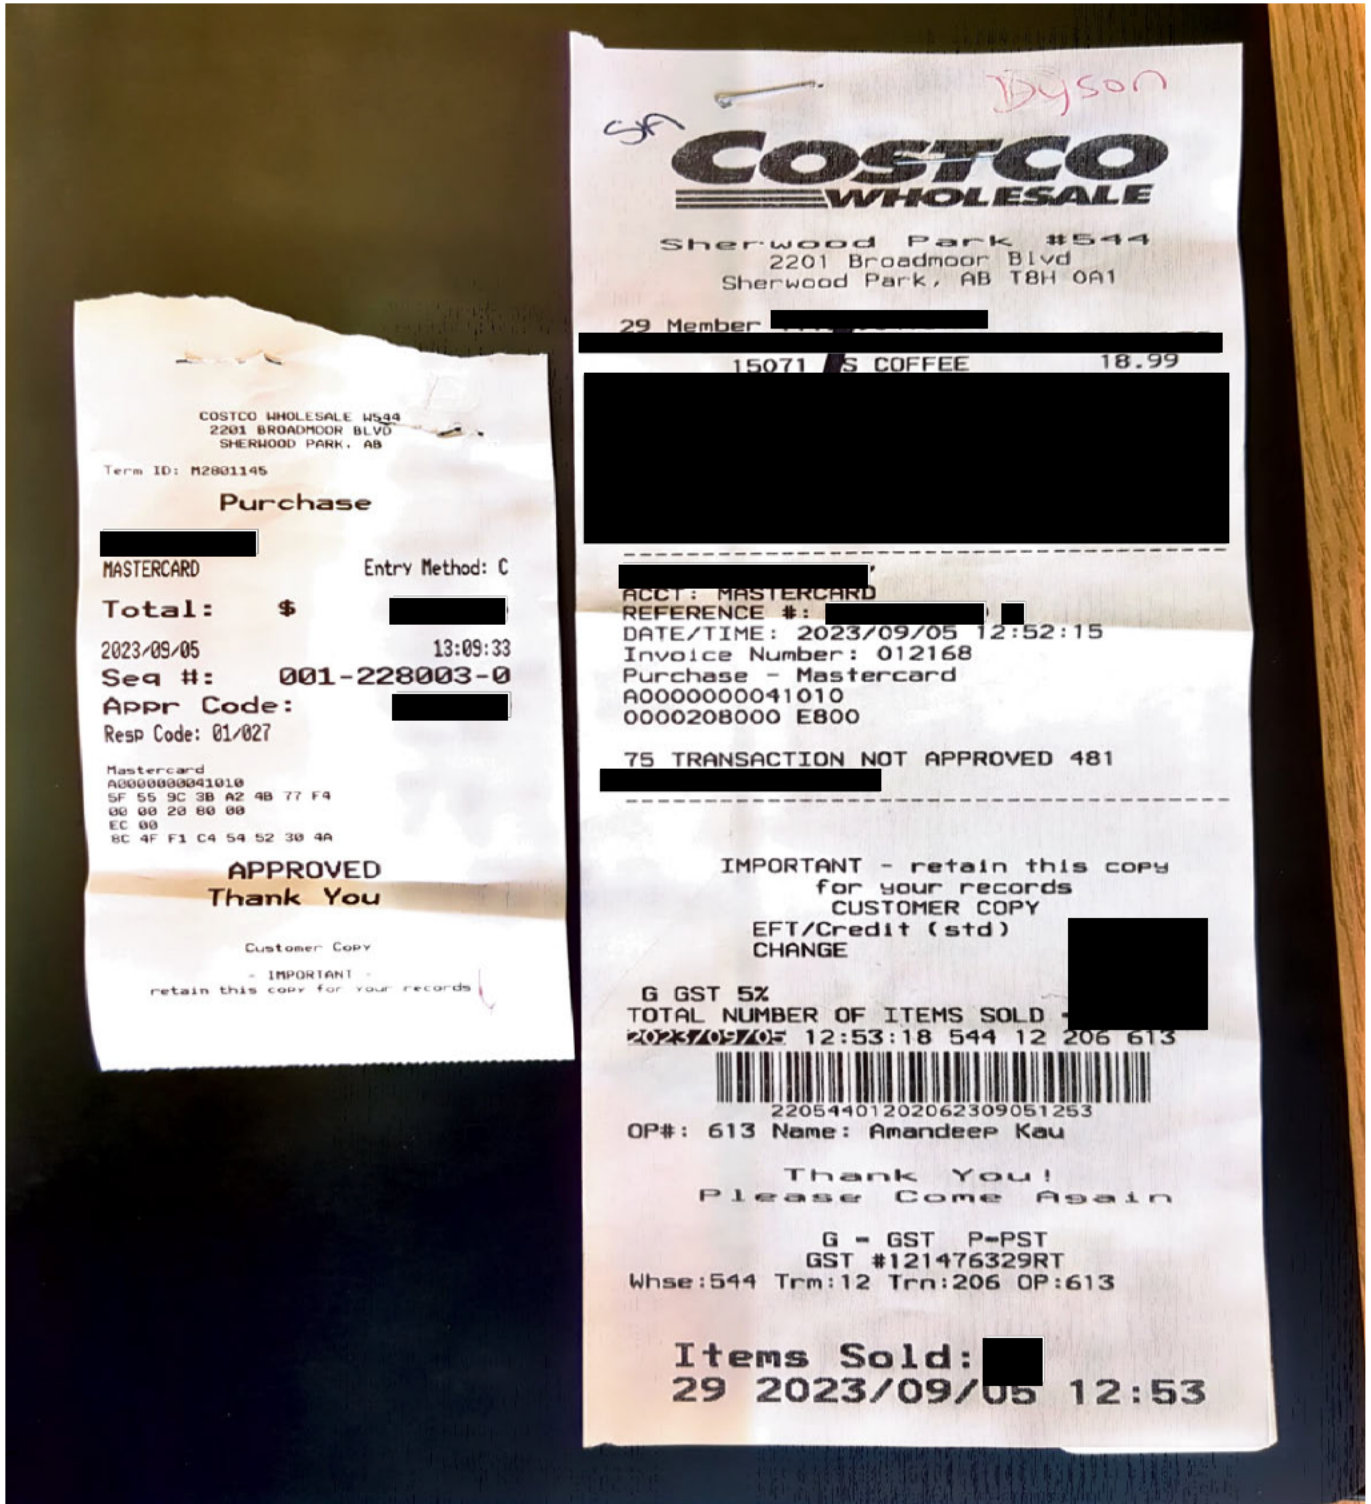 COSTCO WHOLESALE W544
2201 BROADMOOR BLVD
SHERWOOD PARK, AB
Term ID: M2801145
Purchase
MASTERCARD Entry Method: C
Total: $
2023/09/05 13:09:33
Seq #: 001-228003-0
Appr Code:
Resp Code: 01/027
Mastercard
A0000000041010
5F 55 9C 3B A2 4B 77 F4
00 00 20 80 00
EC 00
8C 4F F1 C4 54 52 30 4A
APPROVED
Thank You
Customer Copy
- IMPORTANT -
retain this copy for your records
Dyson
COSTCO
WHOLESALE
Sherwood Park #544
2201 Broadmoor Blvd
Sherwood Park, AB T8H 0A1
29 Member
15071 S COFFEE 18.99
ACCT: MASTERCARD
REFERENCE #:
DATE/TIME: 2023/09/05 12:52:15
Invoice Number: 012168
Purchase - Mastercard
A0000000041010
0000208000 E800
75 TRANSACTION NOT APPROVED 481
IMPORTANT - retain this copy
for your records
CUSTOMER COPY
EFT/Credit (std)
CHANGE
G GST 5%
TOTAL NUMBER OF ITEMS SOLD -
2023/09/05 12:53:18 544 12 206 613
22054401202062309051253
OP#: 613 Name: Amandeep Kau
Thank You!
Please Come Again
G - GST P-PST
GST #121476329RT
Whse:544 Trm:12 Trn:206 OP:613
Items Sold:
29 2023/09/05 12:53